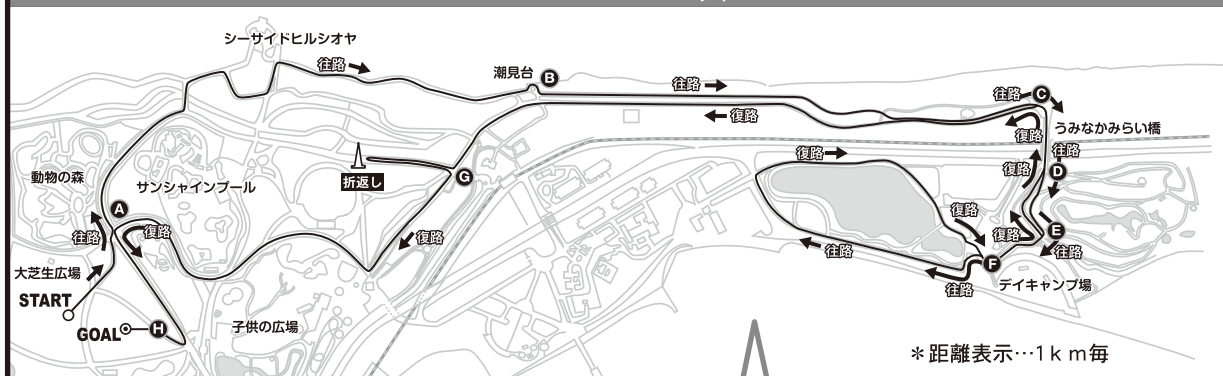 シーサイドヒルシオヤ
往路
潮見台
B
往路
復路
往路
C
復路
うみなかみらい橋
往路
D
復路
復路
動物の森
サンシャインプール
折返し
G
A
往路
復路
復路
復路
復路
E
往路
往路
F
往路
デイキャンプ場
大芝生広場
START
GOAL
H
子供の広場
*距離表示…1km毎